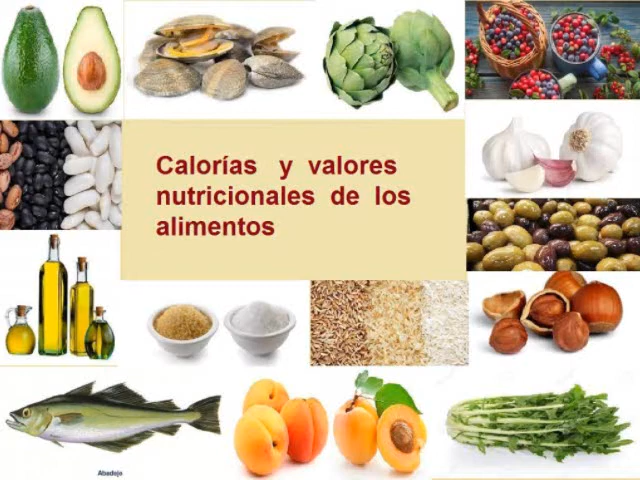 Calorías y valores
nutricionales de los
alimentos
Abadejo